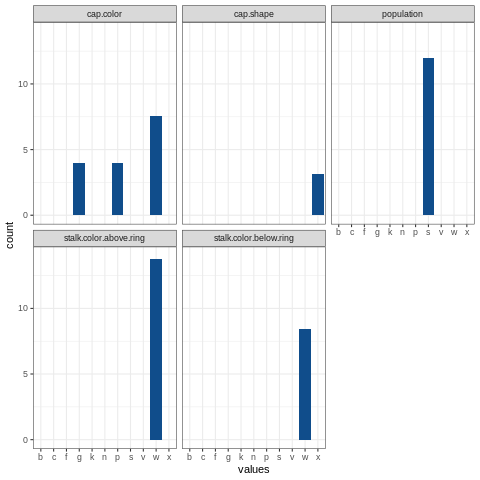 cap.color cap.shape population
10
5
0
b c f g k n p s v w x
stalk.color.above.ring stalk.color.below.ring
10
5
0
b c f g k n p s v w x b c f g k n p s v w x
values
count